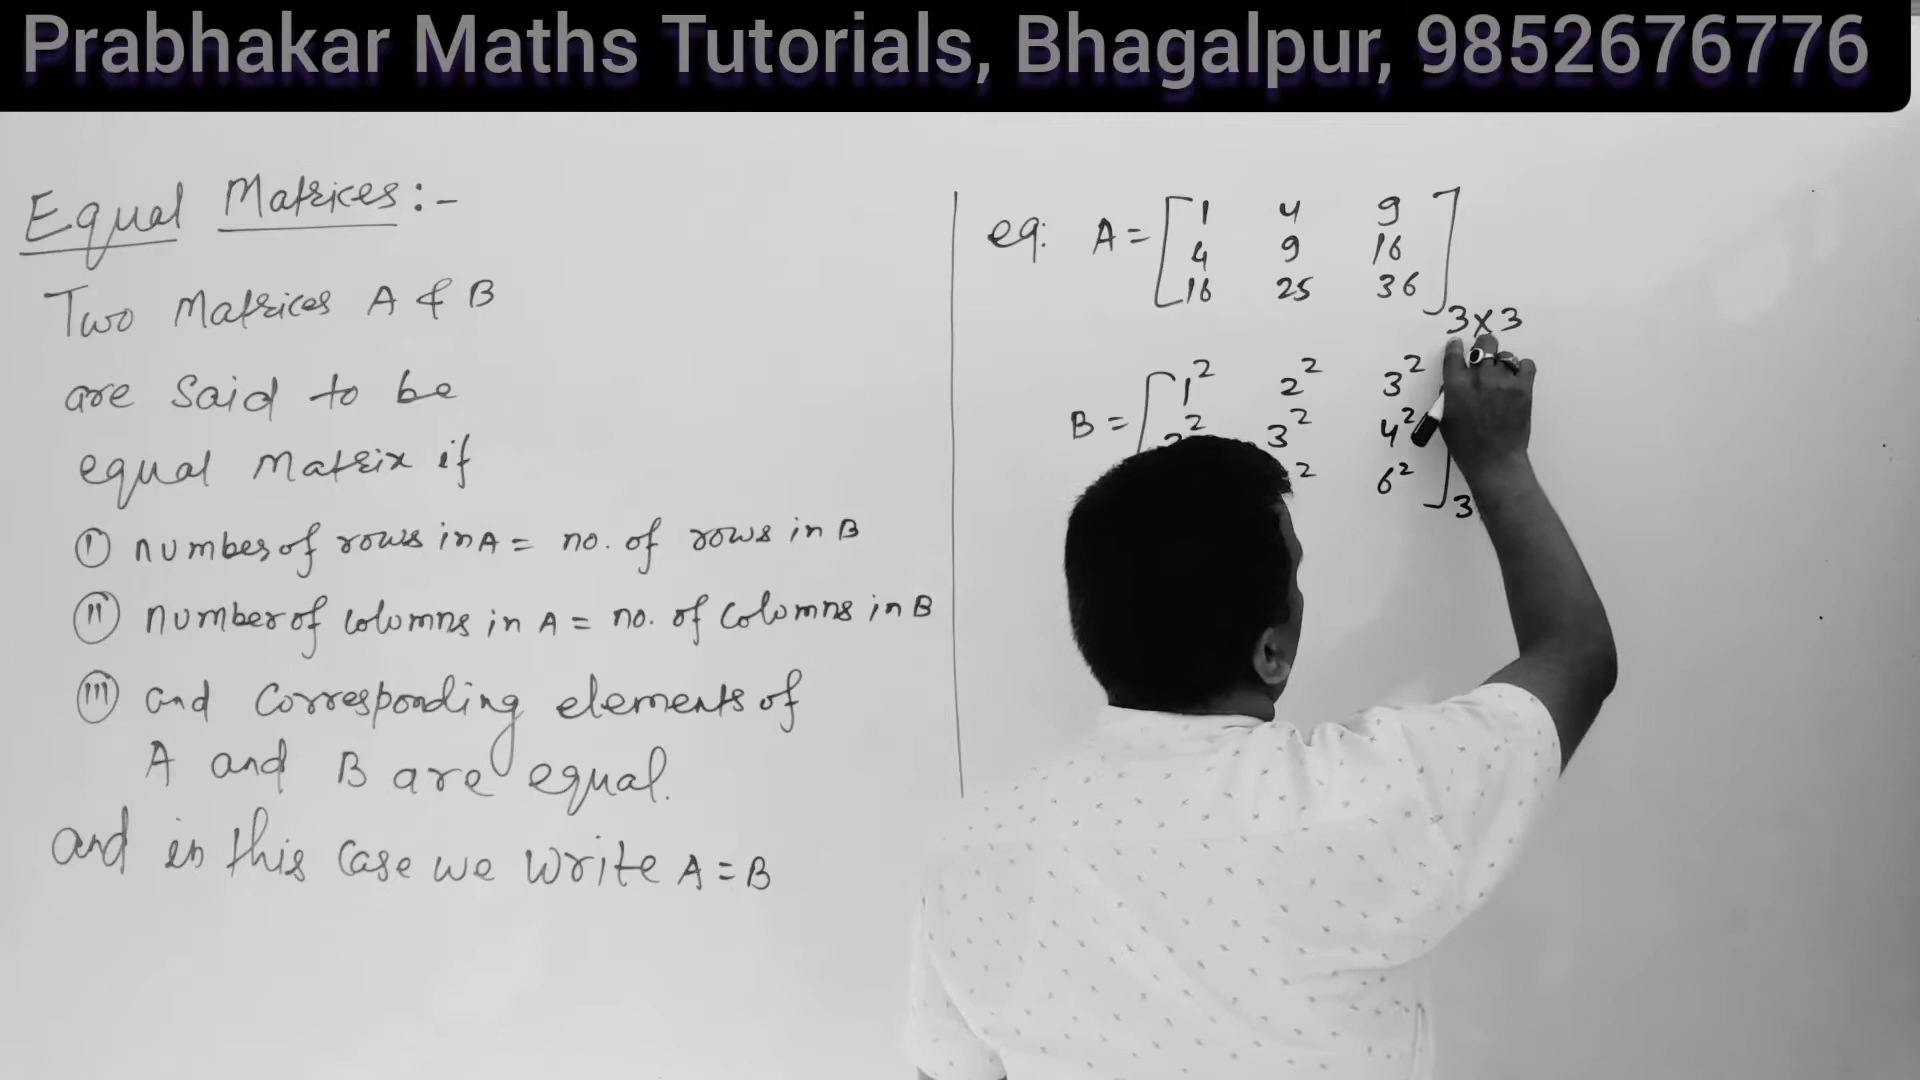 Prabhakar Maths Tutorials, Bhagalpur, 9852676776
Equal Matrices:-
Two Matrices A & B
are said to be
equal Matrix if
(i) number of rows in A = no. of rows in B
(ii) number of columns in A = no. of columns in B
(iii) and corresponding elements of
A and B are equal.
and in this case we write A = B
eg: A = [1 4 9
4 9 16
16 25 36] 3×3
B = [1² 2² 3²
3² 4²
² 6²] 3